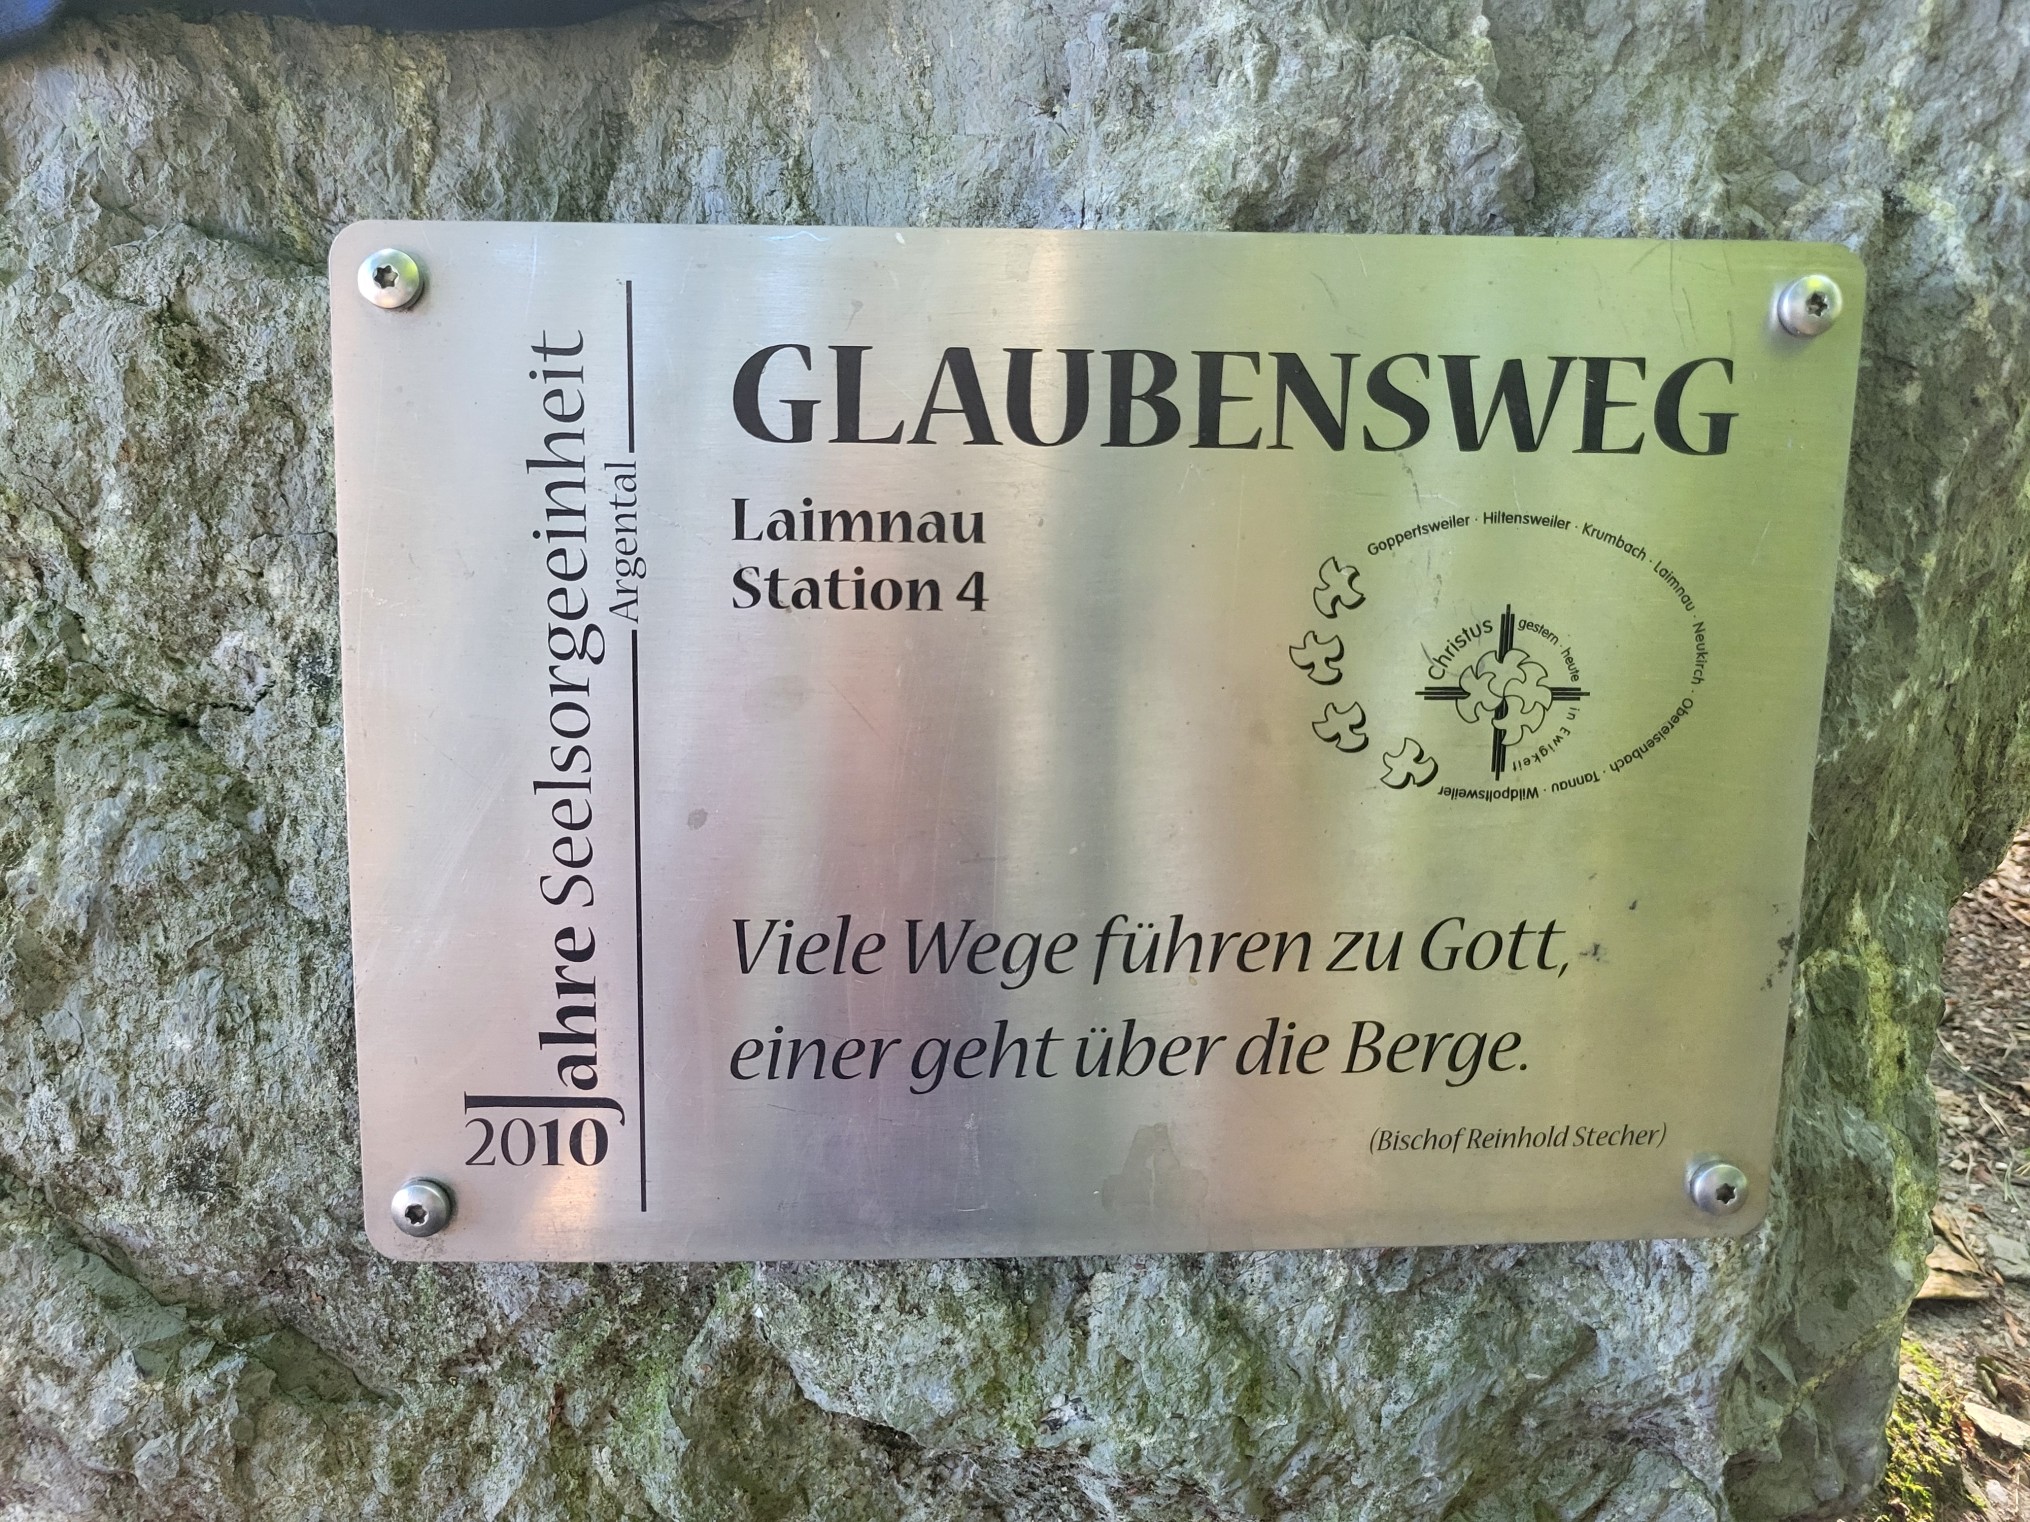 GLAUBENSWEG
Laimnau
Station 4
Goppertsweiler · Hiltensweiler · Krumbach · Laimnau · Neukirch · Obereisenbach · Tannau · Wildpoltsweiler
Christus gestern · heute in Ewigkeit
Viele Wege führen zu Gott,
einer geht über die Berge.
(Bischof Reinhold Stecher)
2010
Jahre Seelsorgeeinheit
Argental